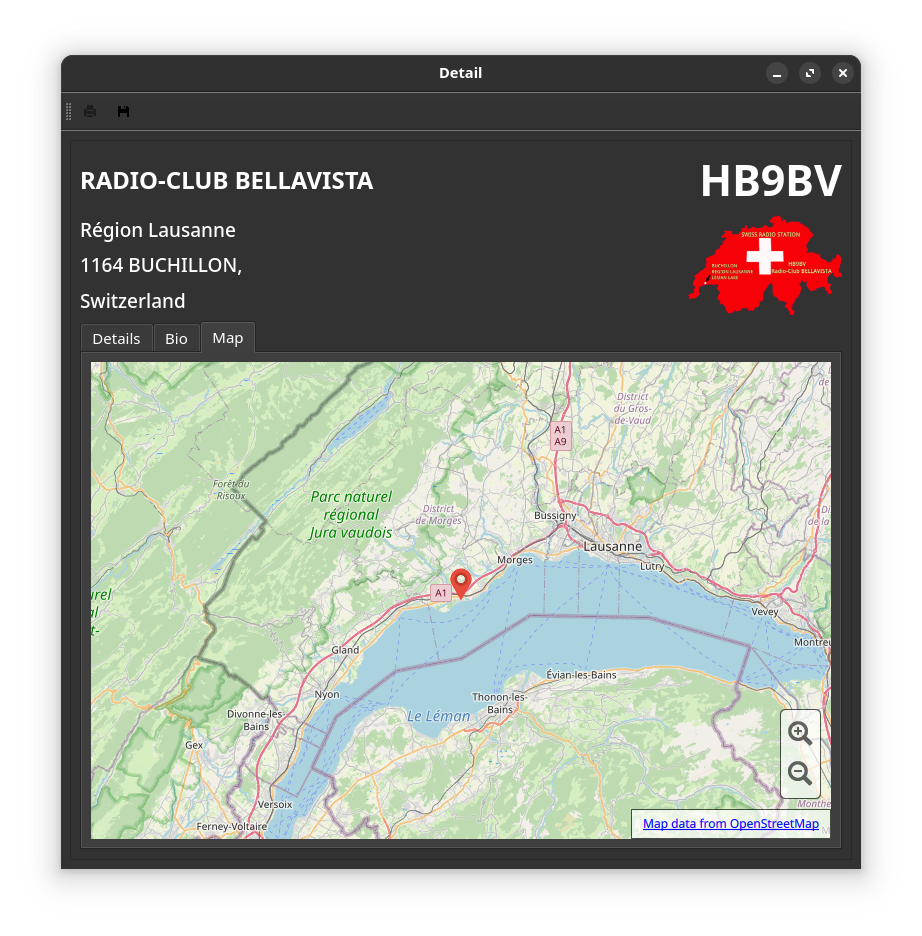 Detail
RADIO-CLUB BELLAVISTA
HB9BV
Région Lausanne
1164 BUCHILLON,
Switzerland
SWISS RADIO STATION
BUCHILLON
REGION LAUSANNE
LEMAN LAKE
HB9BV
Radio-Club BELLAVISTA
Details
Bio
Map
District
du Gros-
de-Vaud
A1
A9
Forêt du
Risoux
Parc naturel
régional
Jura vaudois
District
de Morges
Bussigny
Lausanne
Morges
Lutry
A1
Vevey
Montreu
Gland
Évian-les-Bains
Nyon
Thonon-les-
Bains
Le Léman
Divonne-les-
Bains
Gex
Versoix
Ferney-Voltaire
Monthe
Map data from OpenStreetMap